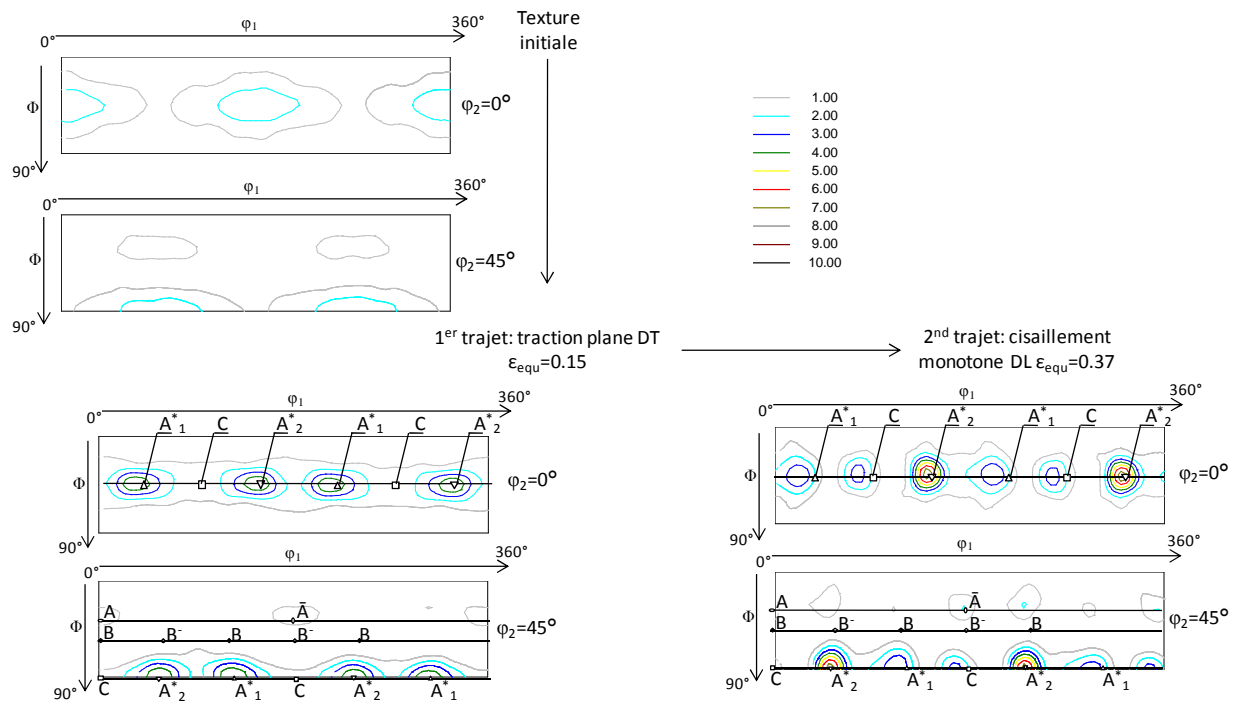 φ1 360° Texture
0° initiale
Φ φ2=0°
90°
φ1 360°
0°
Φ φ2=45°
90°
1.00
2.00
3.00
4.00
5.00
6.00
7.00
8.00
9.00
10.00
1er trajet: traction plane DT
εequ=0.15
2nd trajet: cisaillement
monotone DL εequ=0.37
φ1 360°
0° A*1 C A*2 A*1 C A*2
Φ φ2=0°
90°
φ1 360°
0°
A Ā
Φ B B- B B- B φ2=45°
90° C A*2 A*1 C A*2 A*1
φ1 360°
0° A*1 C A*2 A*1 C A*2
Φ φ2=0°
90°
φ1 360°
0°
A Ā
Φ B B- B B- B φ2=45°
90° C A*2 A*1 C A*2 A*1